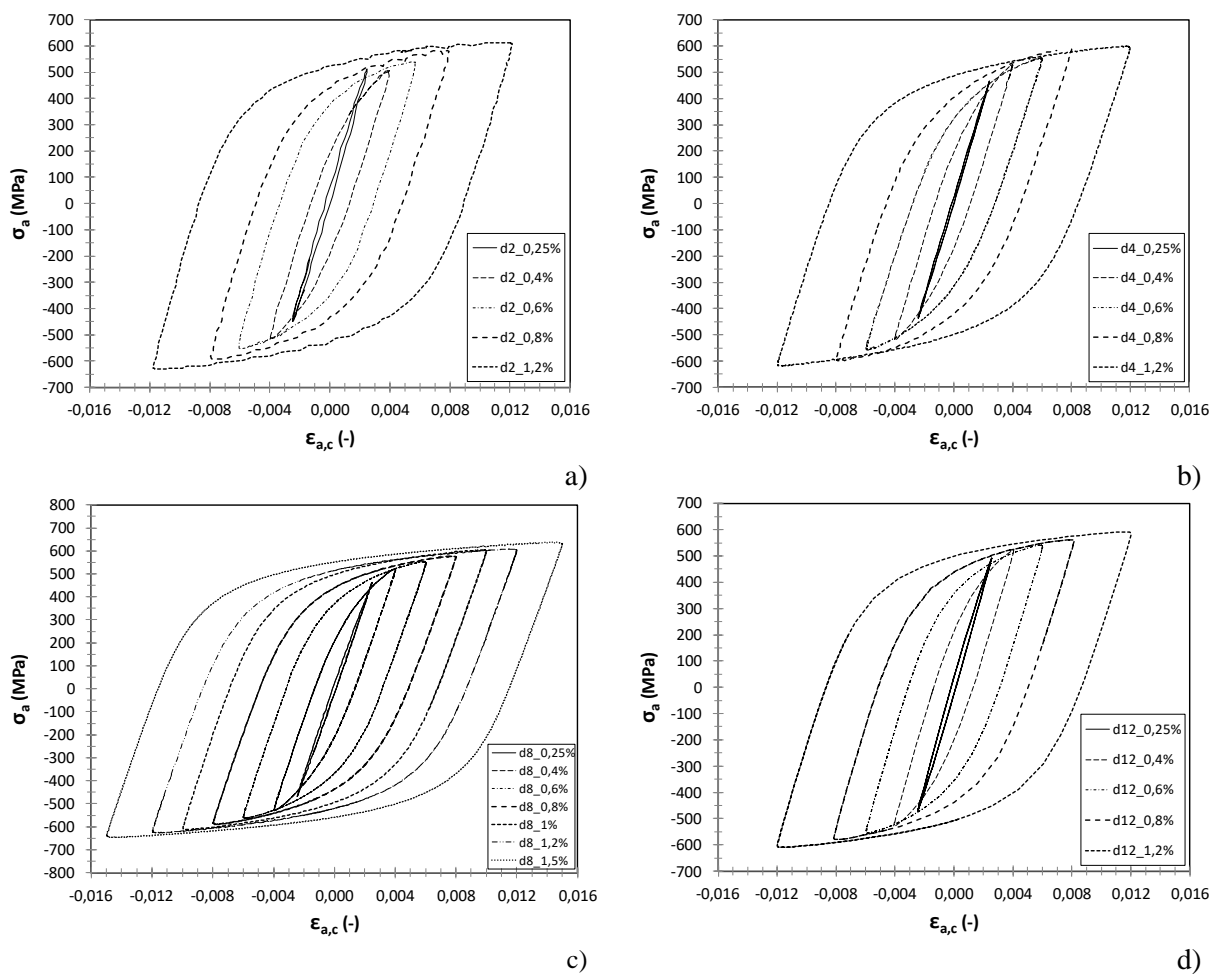 700
600
500
400
300
200
100
0
-100
-200
-300
-400
-500
-600
-700
σa (MPa)
-0,016 -0,012 -0,008 -0,004 0,000 0,004 0,008 0,012 0,016
εa,c (-)
d2_0,25%
d2_0,4%
d2_0,6%
d2_0,8%
d2_1,2%
a)
700
600
500
400
300
200
100
0
-100
-200
-300
-400
-500
-600
-700
σa (MPa)
-0,016 -0,012 -0,008 -0,004 0,000 0,004 0,008 0,012 0,016
εa,c (-)
d4_0,25%
d4_0,4%
d4_0,6%
d4_0,8%
d4_1,2%
b)
800
700
600
500
400
300
200
100
0
-100
-200
-300
-400
-500
-600
-700
-800
σa (MPa)
-0,016 -0,012 -0,008 -0,004 0,000 0,004 0,008 0,012 0,016
εa,c (-)
d8_0,25%
d8_0,4%
d8_0,6%
d8_0,8%
d8_1%
d8_1,2%
d8_1,5%
c)
700
600
500
400
300
200
100
0
-100
-200
-300
-400
-500
-600
-700
σa (MPa)
-0,016 -0,012 -0,008 -0,004 0,000 0,004 0,008 0,012 0,016
εa,c (-)
d12_0,25%
d12_0,4%
d12_0,6%
d12_0,8%
d12_1,2%
d)